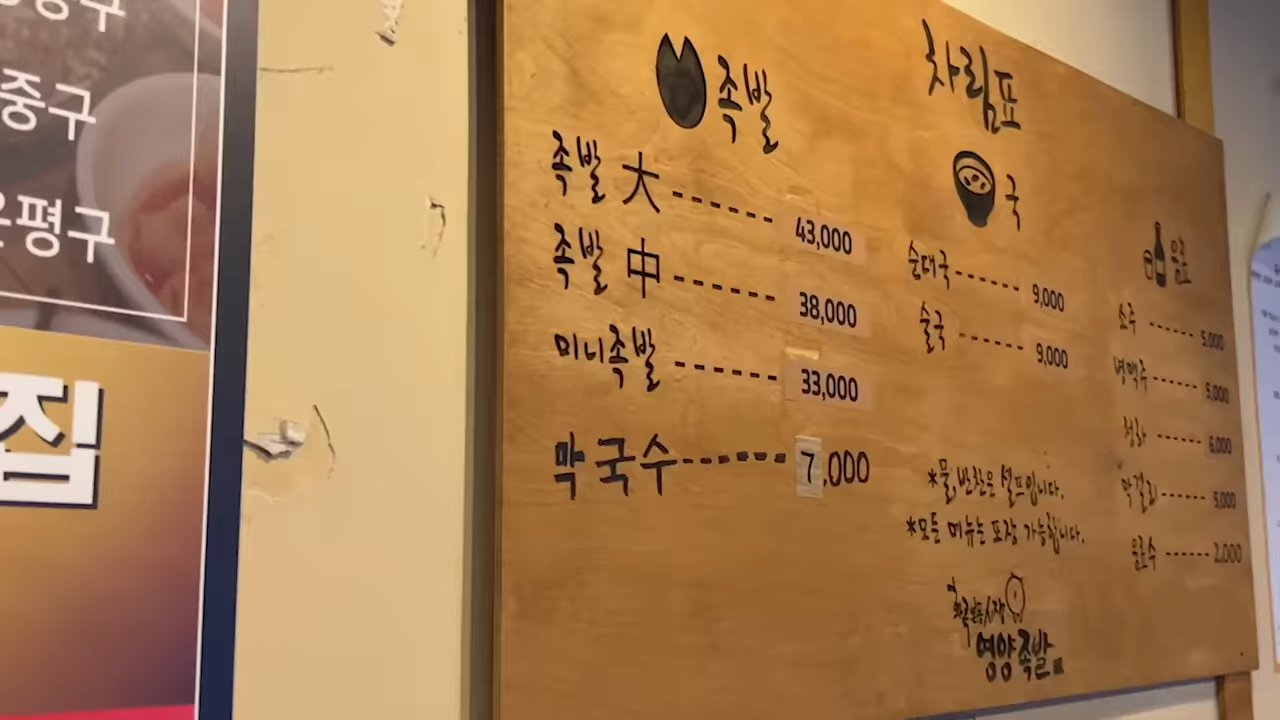 중구
평구
집
차림표
족발
족발 大 ------- 43,000
족발 中 ------- 38,000
미니족발 ------- 33,000
막국수 -------- 7,000
국
순대국 ------- 9,000
술국 ------- 9,000
음료
소주 ------ 5,000
병맥주 ------ 5,000
청하 ------ 6,000
막걸리 ------ 5,000
음료수 ------ 2,000
*물,반찬은 셀프입니다.
*모든 메뉴는 포장 가능합니다.
영양족발